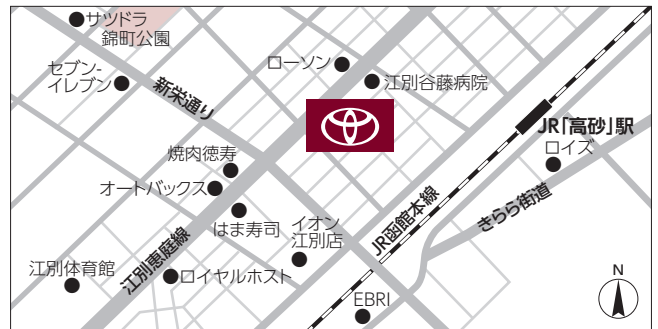 サツドラ
錦町公園
セブン-
イレブン
新栄通り
ローソン
江別谷藤病院
JR「高砂」駅
ロイズ
焼肉徳寿
オートバックス
はま寿司
イオン
江別店
JR函館本線
きらら街道
江別恵庭線
江別体育館
ロイヤルホスト
EBRI
N